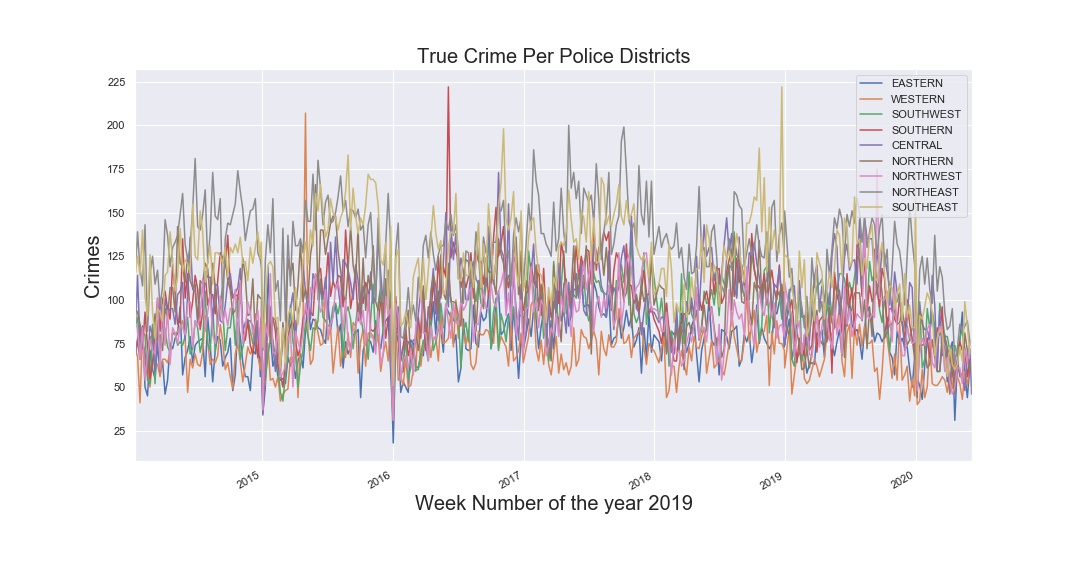 True Crime Per Police Districts
225
200
175
150
125
100
75
50
25
Crimes
EASTERN
WESTERN
SOUTHWEST
SOUTHERN
CENTRAL
NORTHERN
NORTHWEST
NORTHEAST
SOUTHEAST
2015
2016
2017
2018
2019
2020
Week Number of the year 2019